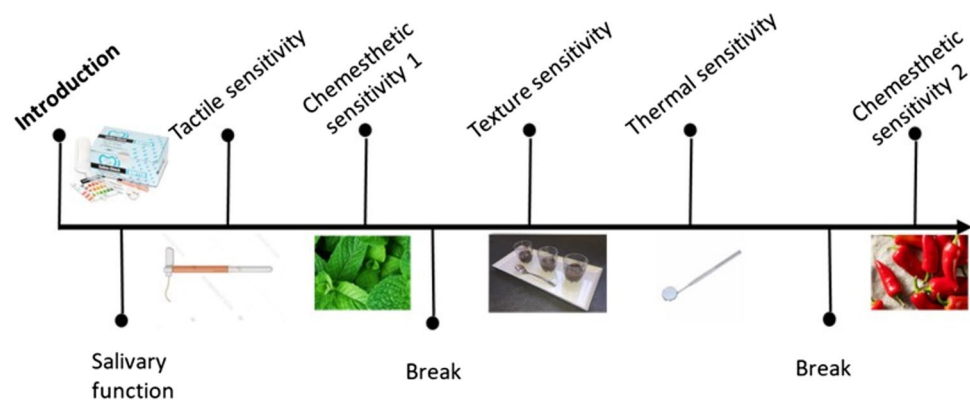 Introduction
Tactile sensitivity
Chemesthetic
sensitivity 1
Texture sensitivity
Thermal sensitivity
Chemesthetic
sensitivity 2
Salivary
function
Break
Break